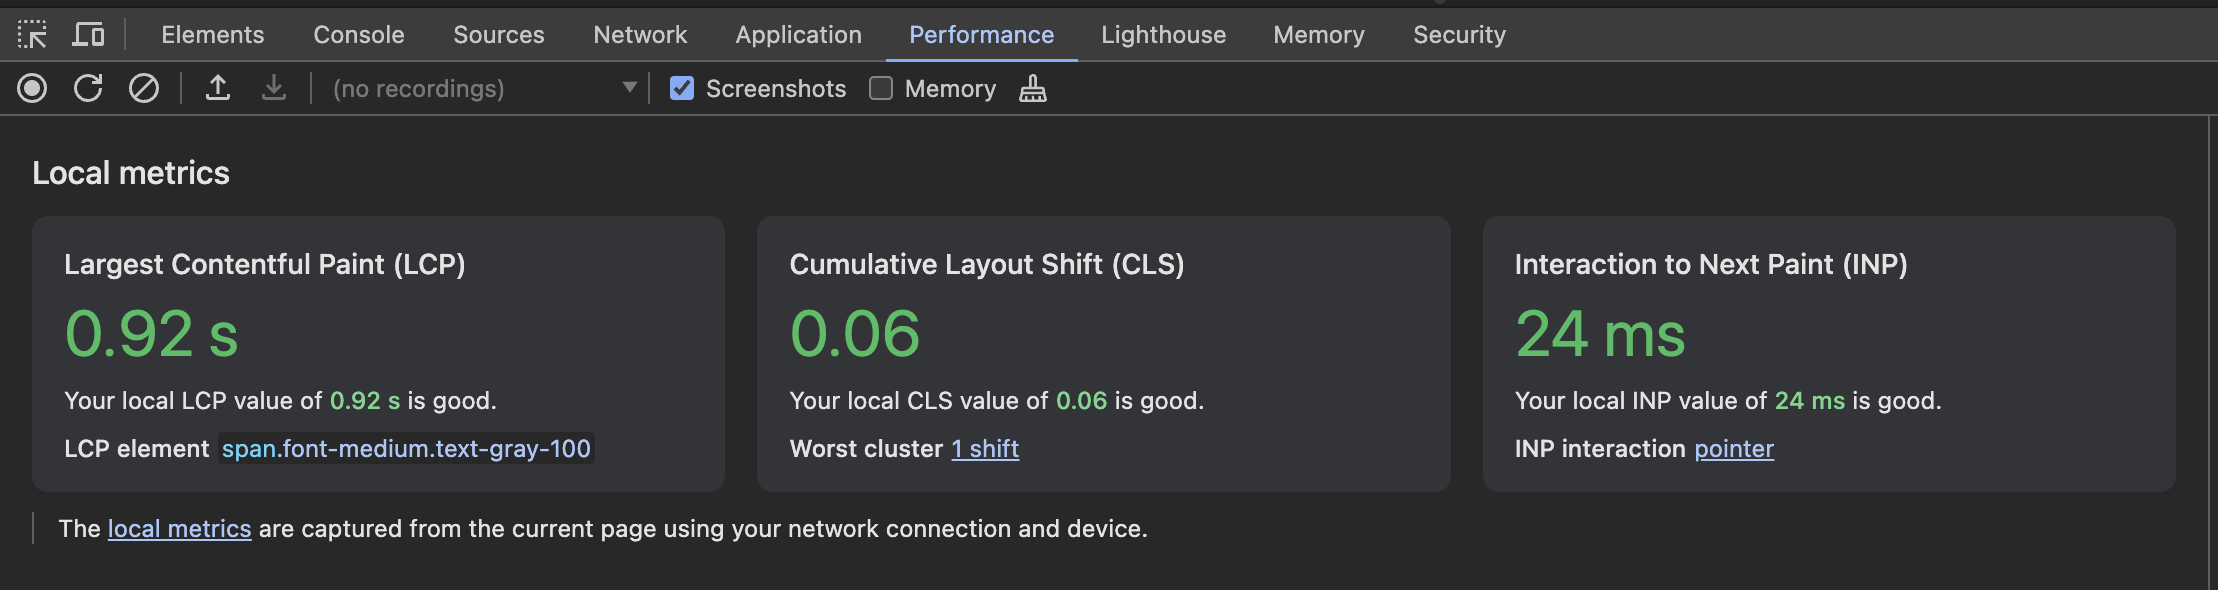 Elements Console Sources Network Application Performance Lighthouse Memory Security
(no recordings) Screenshots Memory
Local metrics
Largest Contentful Paint (LCP)
0.92 s
Your local LCP value of 0.92 s is good.
LCP element span.font-medium.text-gray-100
Cumulative Layout Shift (CLS)
0.06
Your local CLS value of 0.06 is good.
Worst cluster 1 shift
Interaction to Next Paint (INP)
24 ms
Your local INP value of 24 ms is good.
INP interaction pointer
The local metrics are captured from the current page using your network connection and device.